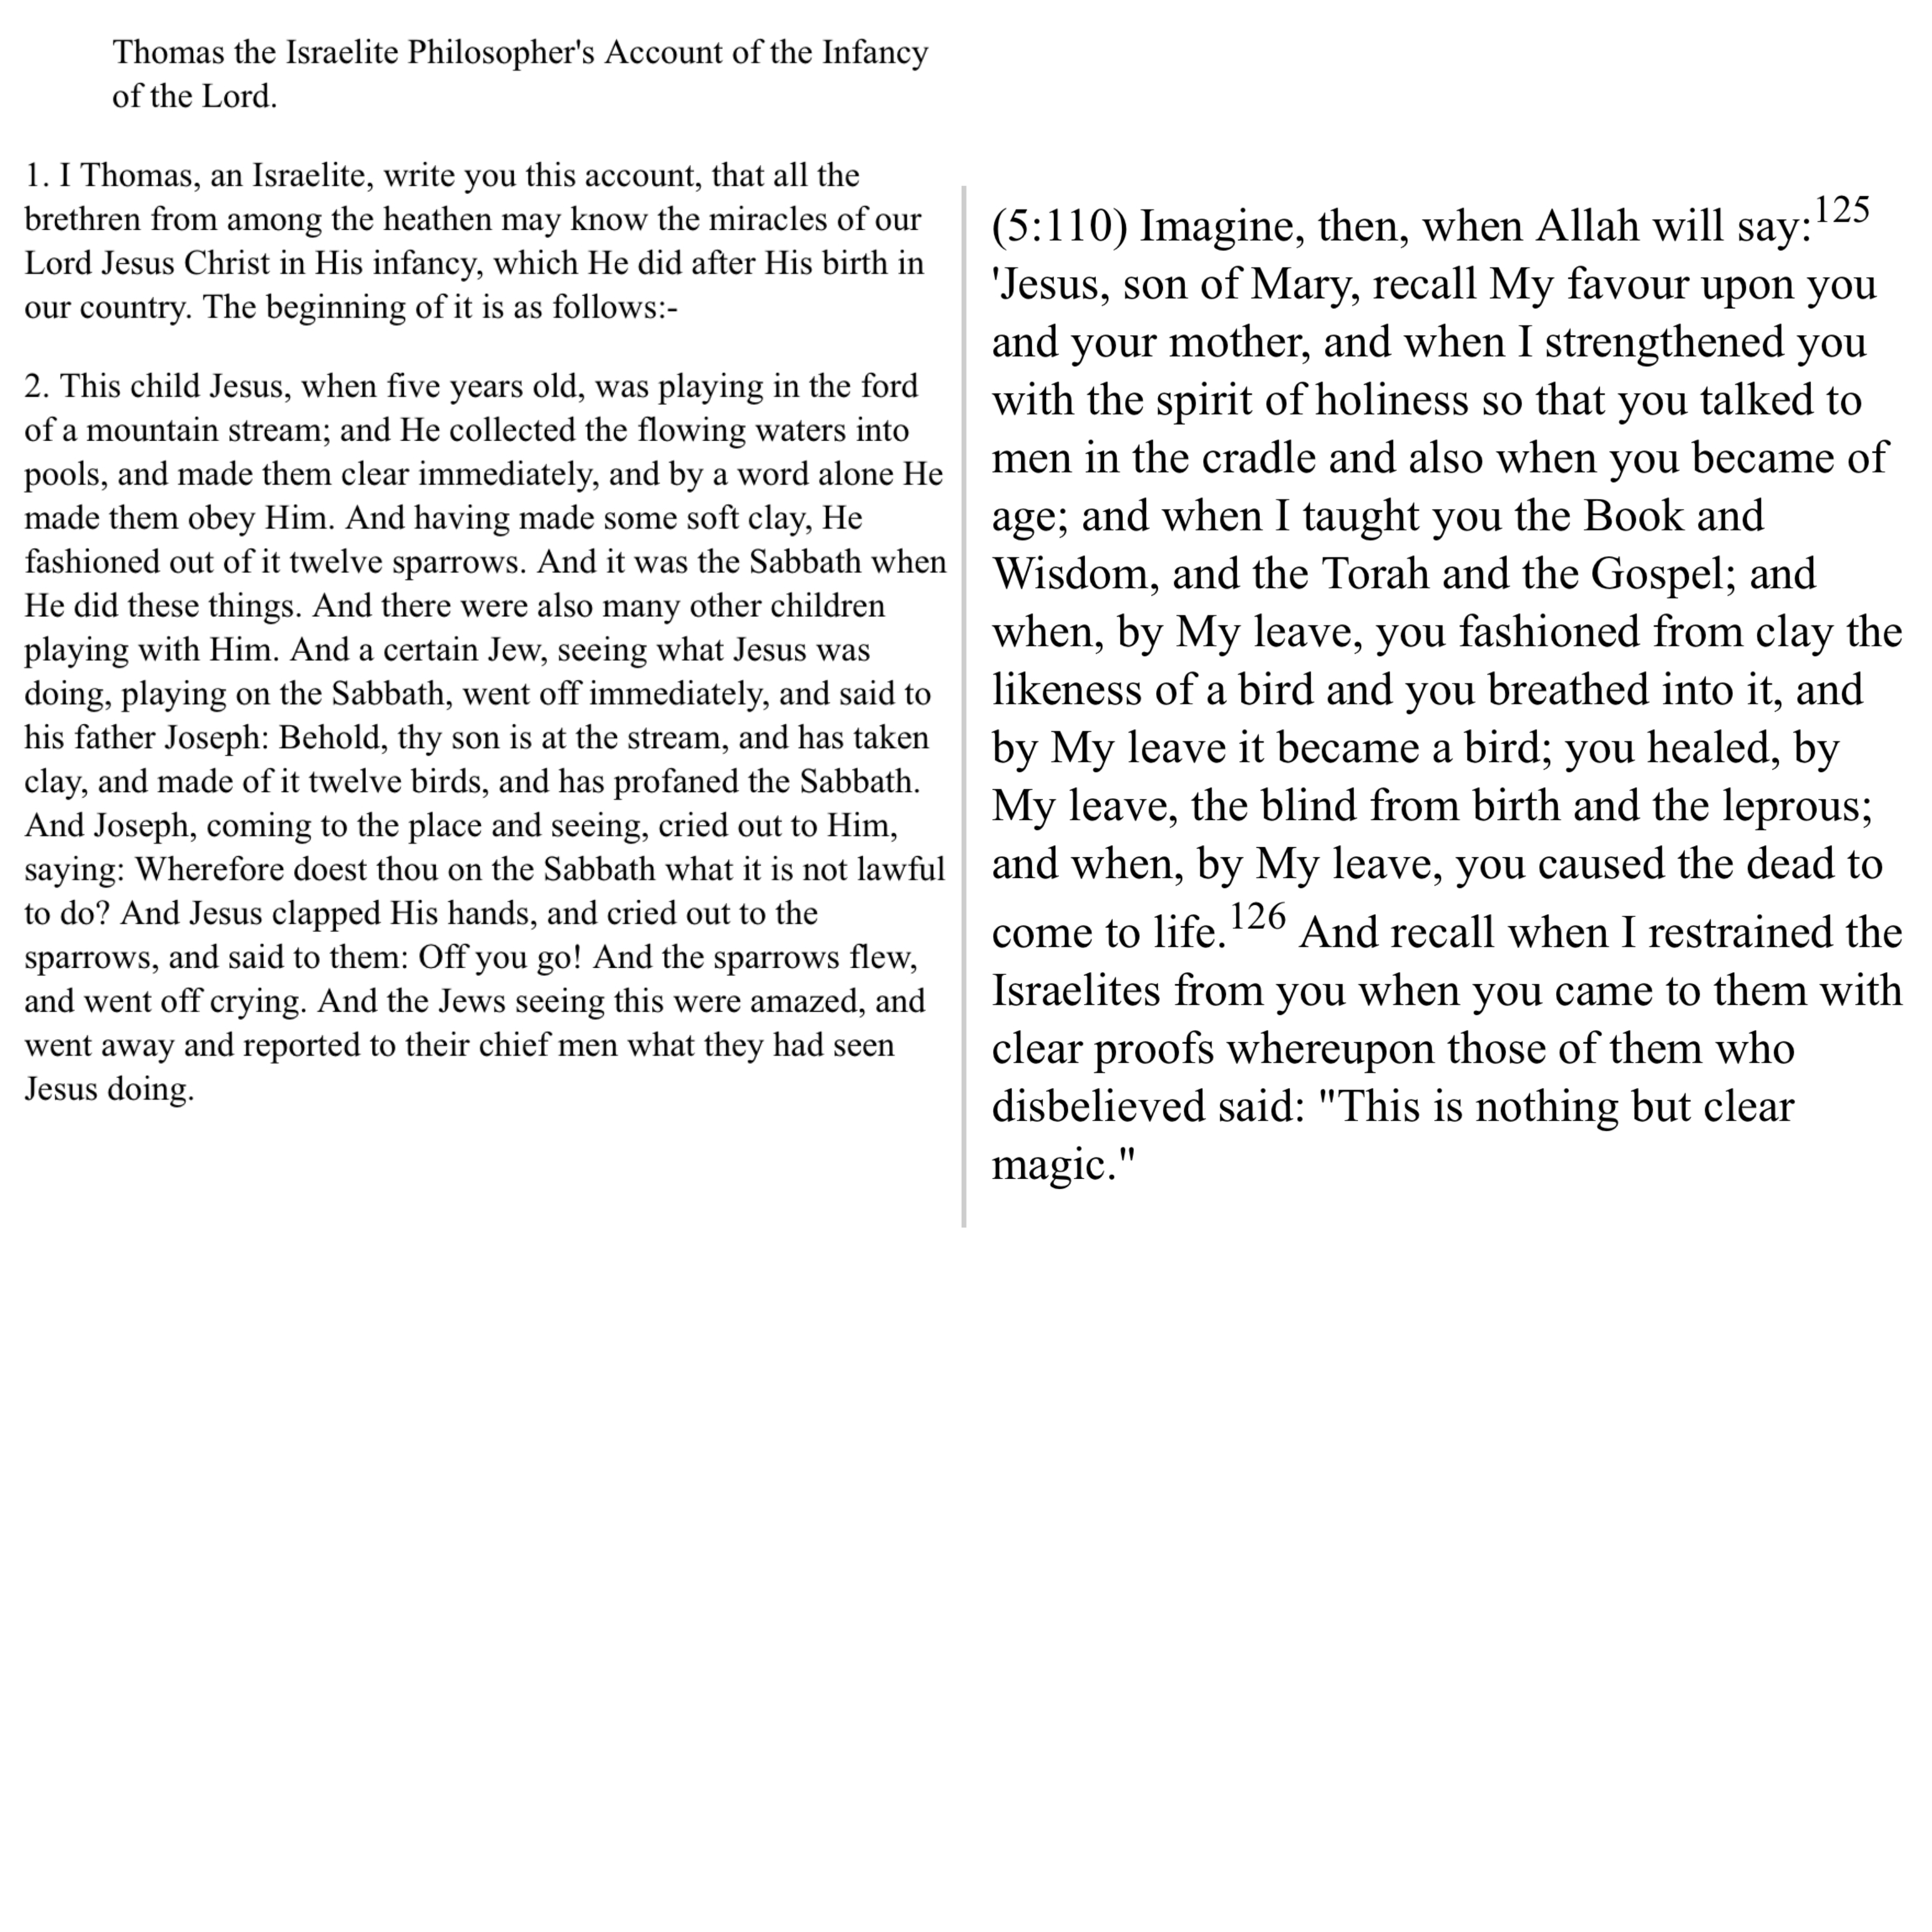 Thomas the Israelite Philosopher's Account of the Infancy
of the Lord.
1. I Thomas, an Israelite, write you this account, that all the
brethren from among the heathen may know the miracles of our
Lord Jesus Christ in His infancy, which He did after His birth in
our country. The beginning of it is as follows:-
2. This child Jesus, when five years old, was playing in the ford
of a mountain stream; and He collected the flowing waters into
pools, and made them clear immediately, and by a word alone He
made them obey Him. And having made some soft clay, He
fashioned out of it twelve sparrows. And it was the Sabbath when
He did these things. And there were also many other children
playing with Him. And a certain Jew, seeing what Jesus was
doing, playing on the Sabbath, went off immediately, and said to
his father Joseph: Behold, thy son is at the stream, and has taken
clay, and made of it twelve birds, and has profaned the Sabbath.
And Joseph, coming to the place and seeing, cried out to Him,
saying: Wherefore doest thou on the Sabbath what it is not lawful
to do? And Jesus clapped His hands, and cried out to the
sparrows, and said to them: Off you go! And the sparrows flew,
and went off crying. And the Jews seeing this were amazed, and
went away and reported to their chief men what they had seen
Jesus doing.
(5:110) Imagine, then, when Allah will say:125
'Jesus, son of Mary, recall My favour upon you
and your mother, and when I strengthened you
with the spirit of holiness so that you talked to
men in the cradle and also when you became of
age; and when I taught you the Book and
Wisdom, and the Torah and the Gospel; and
when, by My leave, you fashioned from clay the
likeness of a bird and you breathed into it, and
by My leave it became a bird; you healed, by
My leave, the blind from birth and the leprous;
and when, by My leave, you caused the dead to
come to life.126 And recall when I restrained the
Israelites from you when you came to them with
clear proofs whereupon those of them who
disbelieved said: "This is nothing but clear
magic."